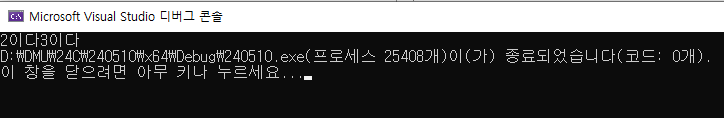 Microsoft Visual Studio 디버그 콘솔
2이다3이다
D:\DMU\24C\240510\x64\Debug\240510.exe(프로세스 25408개)이(가) 종료되었습니다(코드: 0개).
이 창을 닫으려면 아무 키나 누르세요...